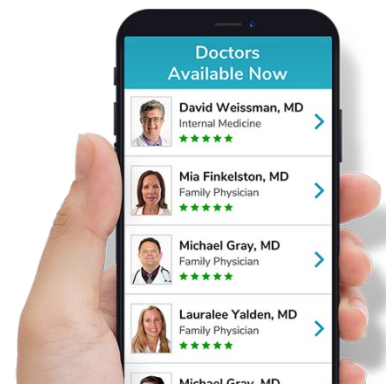 Doctors
Available Now
David Weissman, MD
Internal Medicine
Mia Finkelston, MD
Family Physician
Michael Gray, MD
Family Physician
Lauralee Yalden, MD
Family Physician
Michael Gray, MD